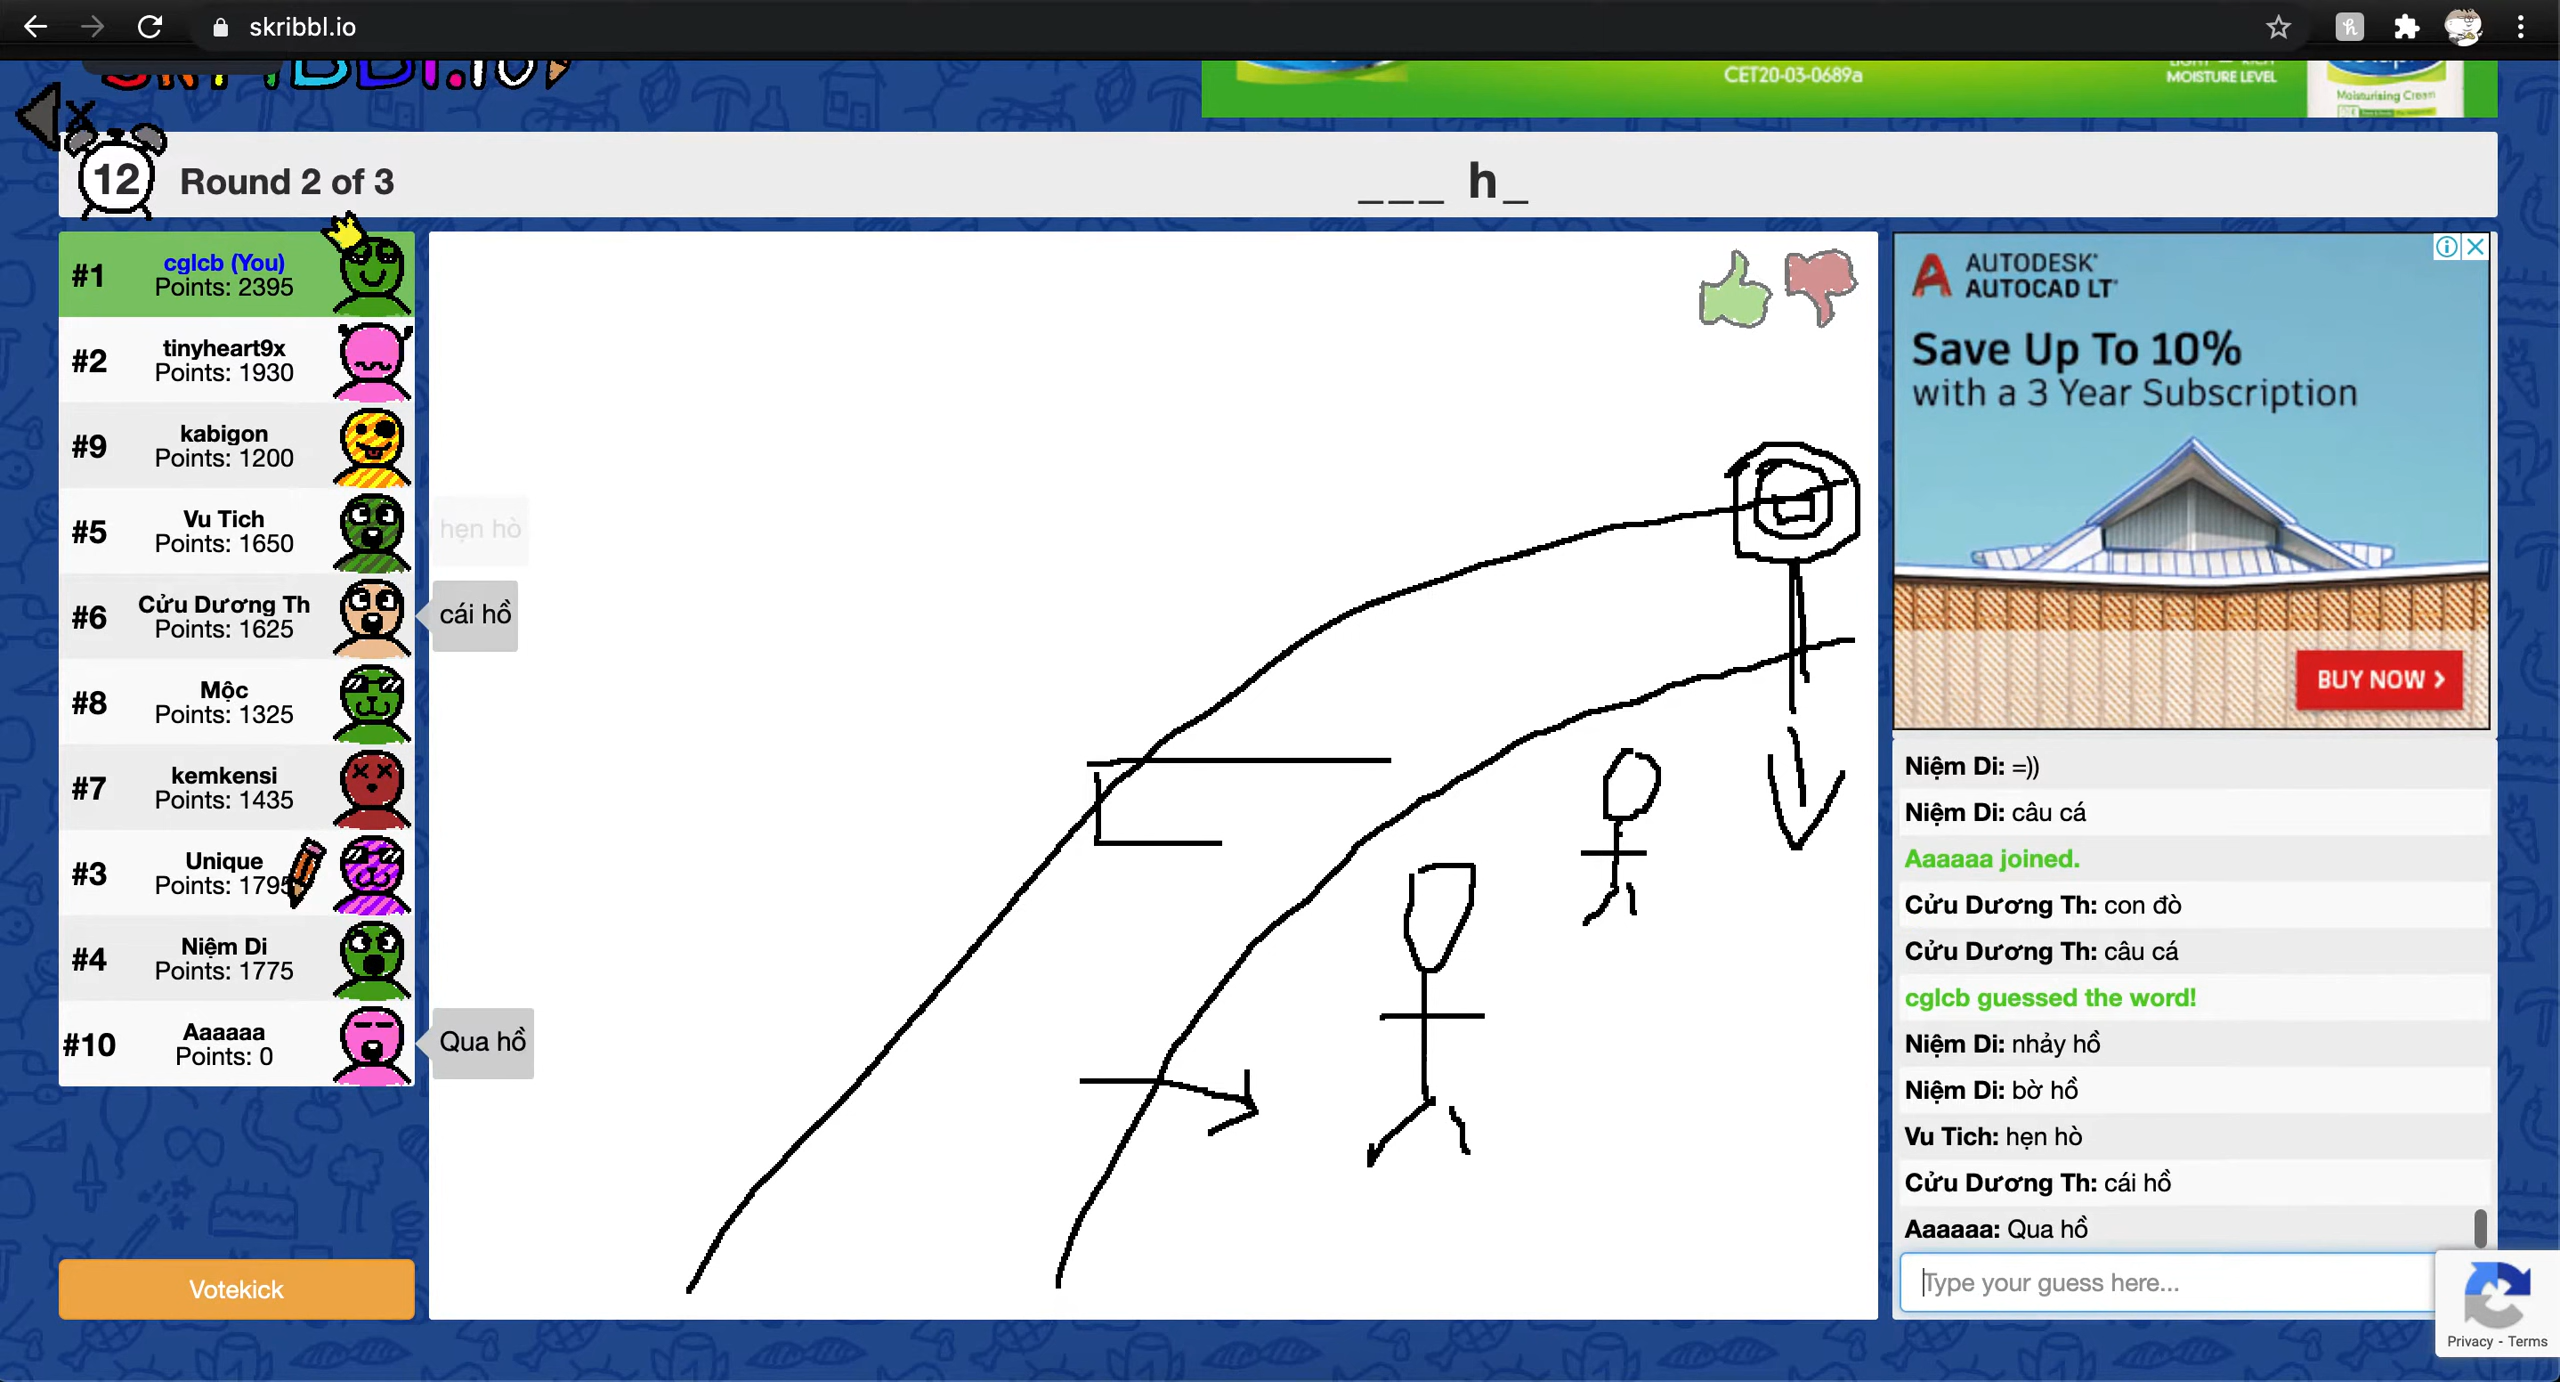 skribbl.io
SKRIBBL.IO
CET20-03-0689a
MOISTURE LEVEL
Moisturising Cream
12
Round 2 of 3
___ h_
#1 cglcb (You)
Points: 2395
#2 tinyheart9x
Points: 1930
#9 kabigon
Points: 1200
#5 Vu Tich
Points: 1650
hẹn hò
#6 Cửu Dương Th
Points: 1625
cái hồ
#8 Mộc
Points: 1325
#7 kemkensi
Points: 1435
#3 Unique
Points: 1795
#4 Niệm Di
Points: 1775
#10 Aaaaaa
Points: 0
Qua hồ
Votekick
AUTODESK®
AUTOCAD LT®
Save Up To 10%
with a 3 Year Subscription
BUY NOW >
Niệm Di: =))
Niệm Di: câu cá
Aaaaaa joined.
Cửu Dương Th: con đò
Cửu Dương Th: câu cá
cglcb guessed the word!
Niệm Di: nhảy hồ
Niệm Di: bờ hồ
Vu Tich: hẹn hò
Cửu Dương Th: cái hồ
Aaaaaa: Qua hồ
Type your guess here...
Privacy - Terms